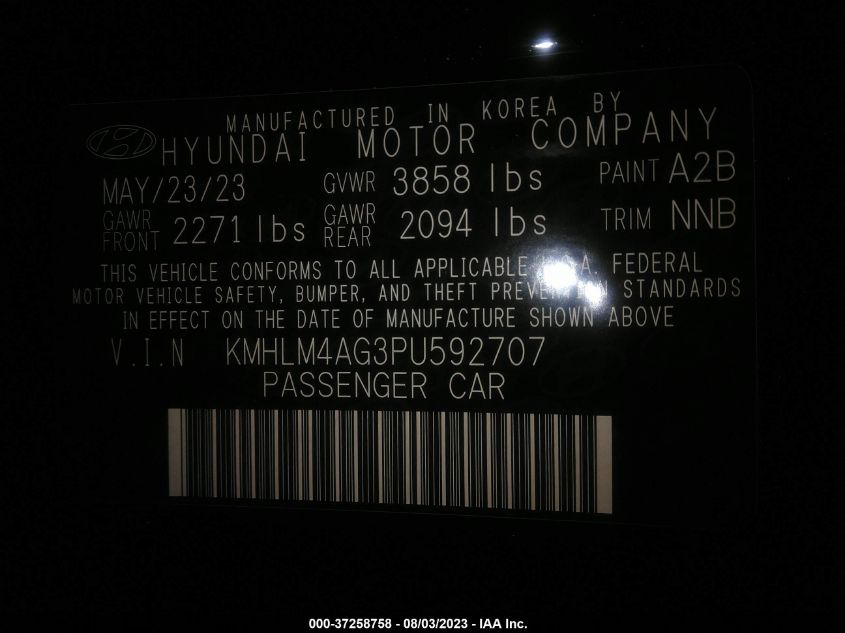 MANUFACTURED IN KOREA BY
HYUNDAI MOTOR COMPANY
MAY/23/23 GVWR 3858 lbs PAINT A2B
GAWR FRONT 2271 lbs GAWR REAR 2094 lbs TRIM NNB
THIS VEHICLE CONFORMS TO ALL APPLICABLE U.S.A. FEDERAL
MOTOR VEHICLE SAFETY, BUMPER, AND THEFT PREVENTION STANDARDS
IN EFFECT ON THE DATE OF MANUFACTURE SHOWN ABOVE
V.I.N KMHLM4AG3PU592707
PASSENGER CAR
000-37258758 - 08/03/2023 - IAA Inc.